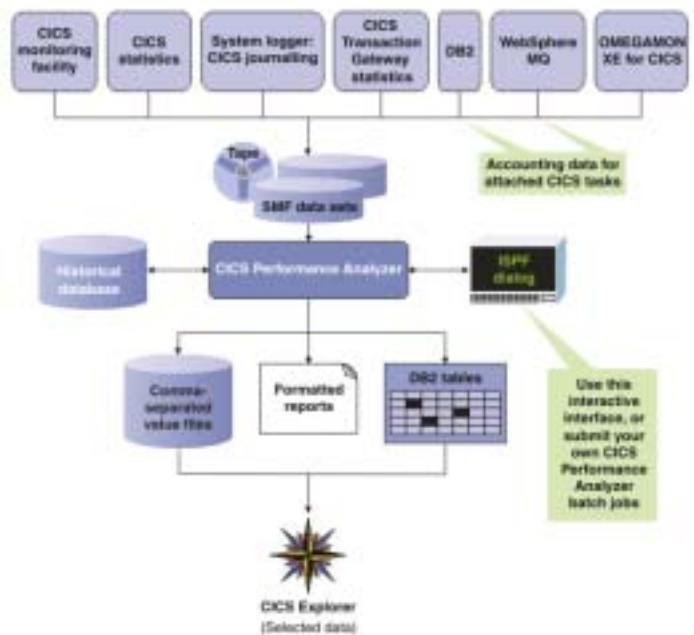 CICS
monitoring
facility
CICS
statistics
System logger:
CICS journalling
CICS
Transaction
Gateway
statistics
DB2
WebSphere
MQ
OMEGAMON
XE for CICS
Accounting data for
attached CICS tasks
Tape
SMF data sets
Historical
database
CICS Performance Analyzer
ISPF
dialog
Comma-
separated
value files
Formatted
reports
DB2 tables
Use this
interactive
interface, or
submit your
own CICS
Performance
Analyzer
batch jobs
CICS Explorer
(Selected data)